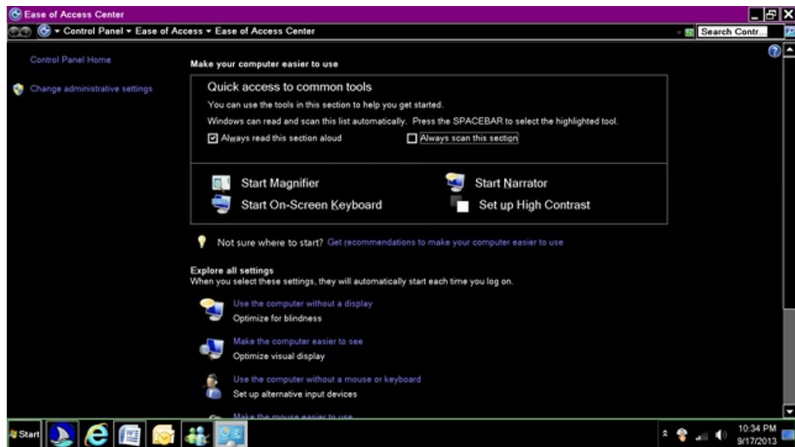 Ease of Access Center
Control Panel Ease of Access Ease of Access Center
Search Contr...
Control Panel Home
Change administrative settings
Make your computer easier to use
Quick access to common tools
You can use the tools in this section to help you get started.
Windows can read and scan this list automatically. Press the SPACEBAR to select the highlighted tool.
Always read this section aloud Always scan this section
Start Magnifier Start Narrator
Start On-Screen Keyboard Set up High Contrast
Not sure where to start? Get recommendations to make your computer easier to use
Explore all settings
When you select these settings, they will automatically start each time you log on.
Use the computer without a display
Optimize for blindness
Make the computer easier to see
Optimize visual display
Use the computer without a mouse or keyboard
Set up alternative input devices
Make the mouse easier to use
Start
10:34 PM
9/17/2013